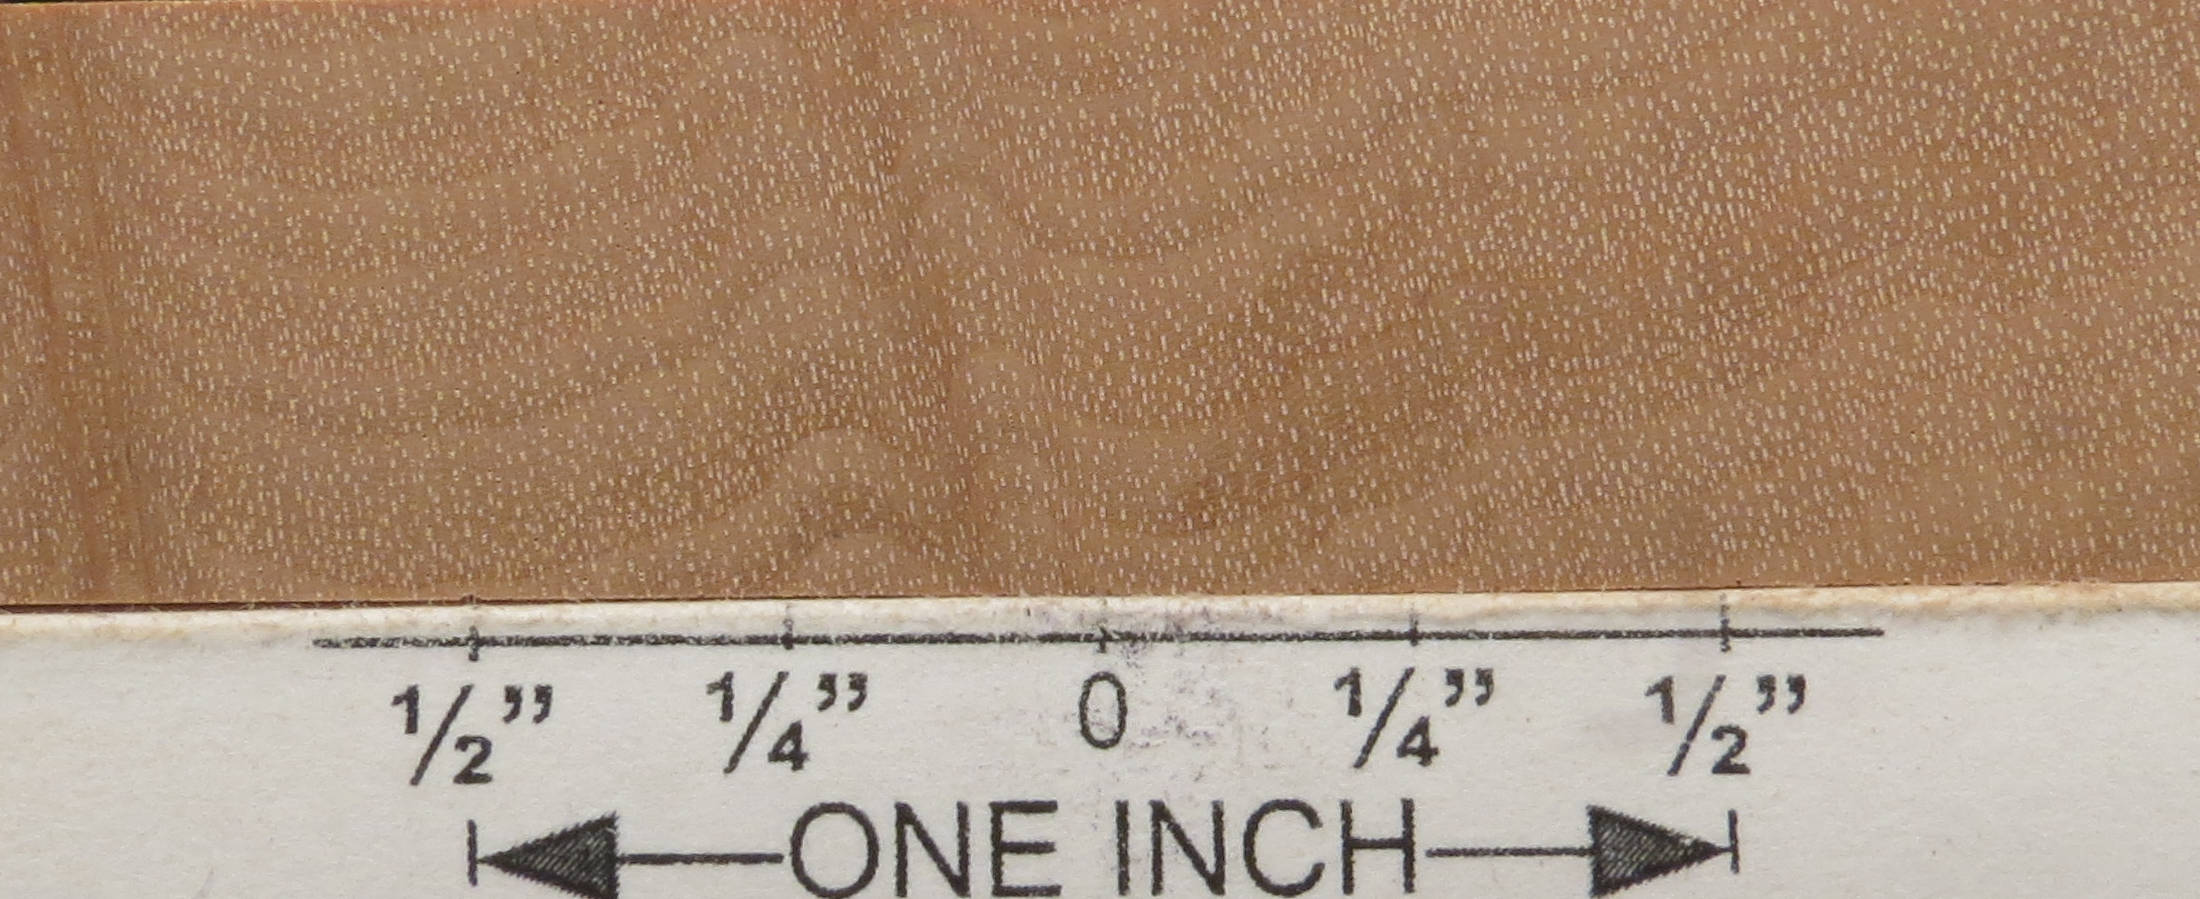 1/2” 1/4” 0 1/4” 1/2”
ONE INCH